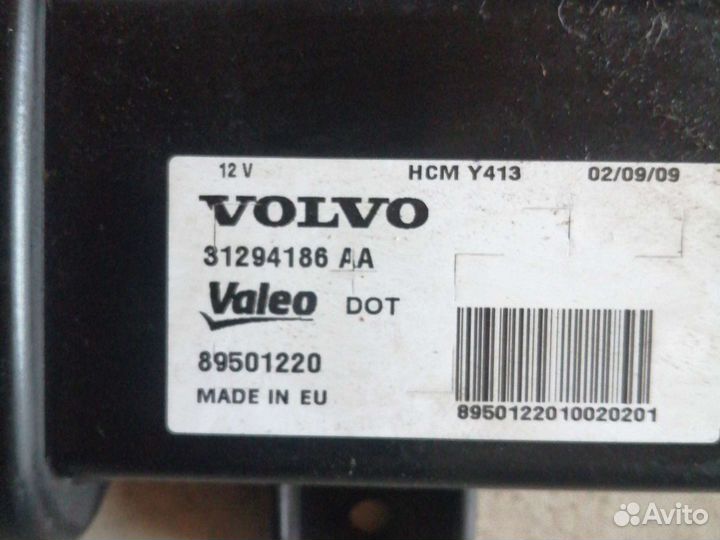 12 V HCM Y413 02/09/09
VOLVO
31294186 AA
Valeo DOT
89501220
MADE IN EU
8950122010020201
Avito